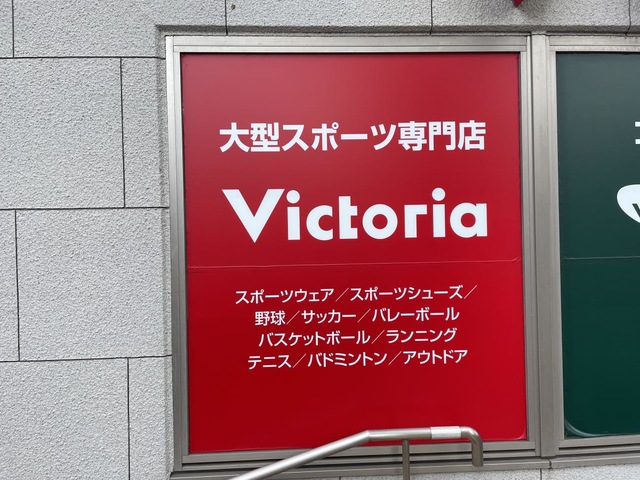 大型スポーツ専門店
Victoria
スポーツウェア／スポーツシューズ／
野球／サッカー／バレーボール
バスケットボール／ランニング
テニス／バドミントン／アウトドア